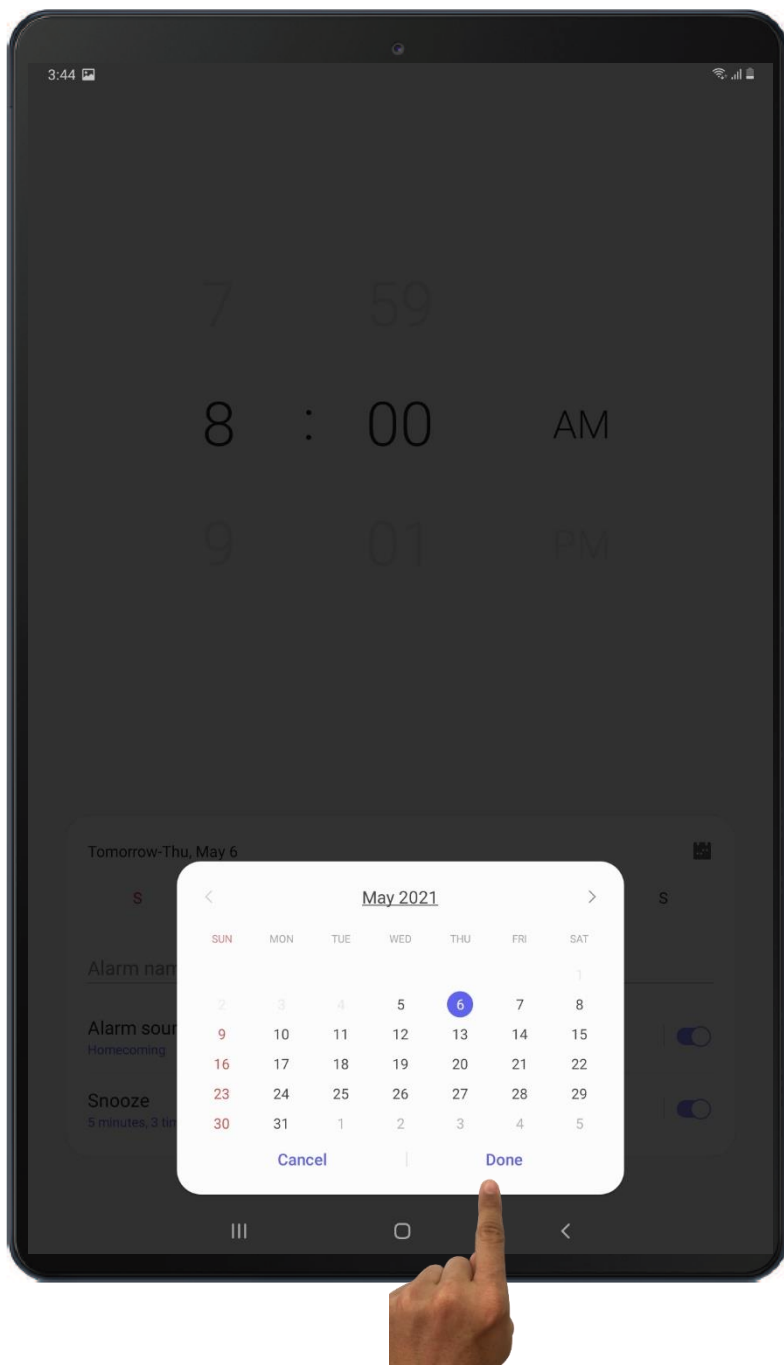 3:44
7 59
8 : 00 AM
9 01 PM
Tomorrow-Thu, May 6
S S
May 2021
SUN MON TUE WED THU FRI SAT
1
2 3 4 5 6 7 8
9 10 11 12 13 14 15
16 17 18 19 20 21 22
23 24 25 26 27 28 29
30 31 1 2 3 4 5
Alarm nam
Alarm sour
Homecoming
Snooze
5 minutes, 3 tin
Cancel Done